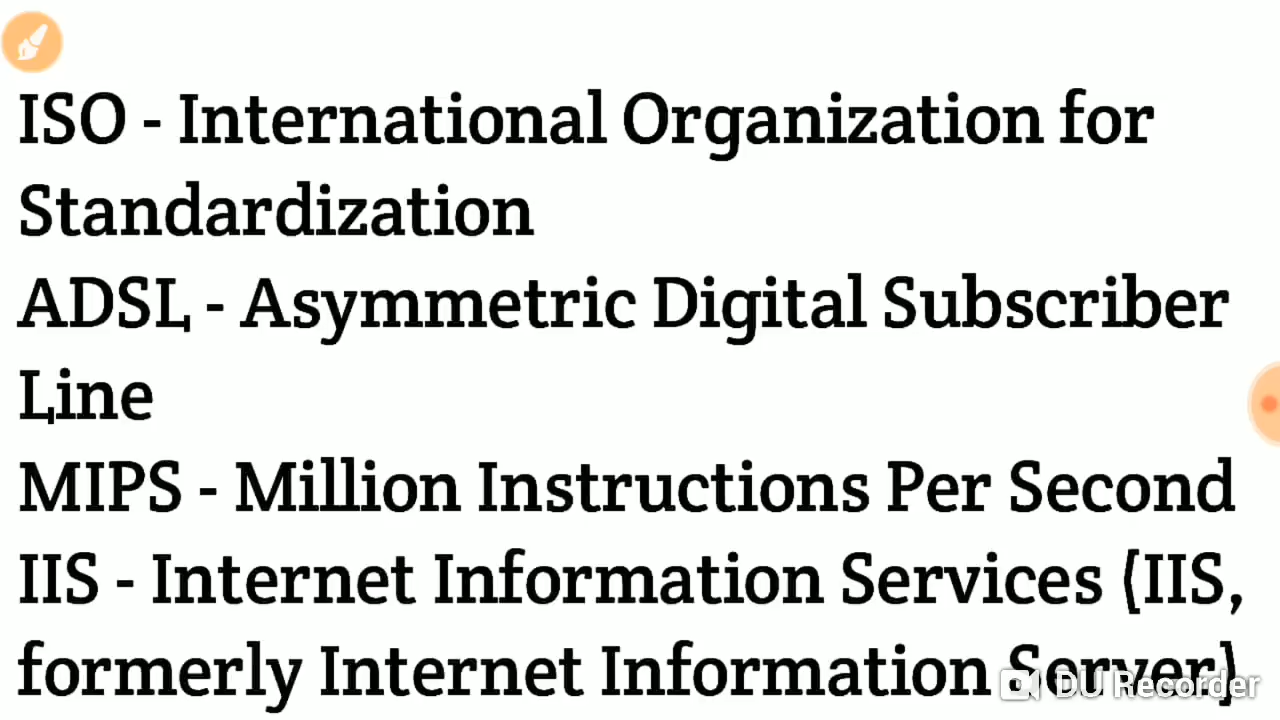 ISO - International Organization for
Standardization
ADSL - Asymmetric Digital Subscriber
Line
MIPS - Million Instructions Per Second
IIS - Internet Information Services (IIS,
formerly Internet Information Server)
DU Recorder